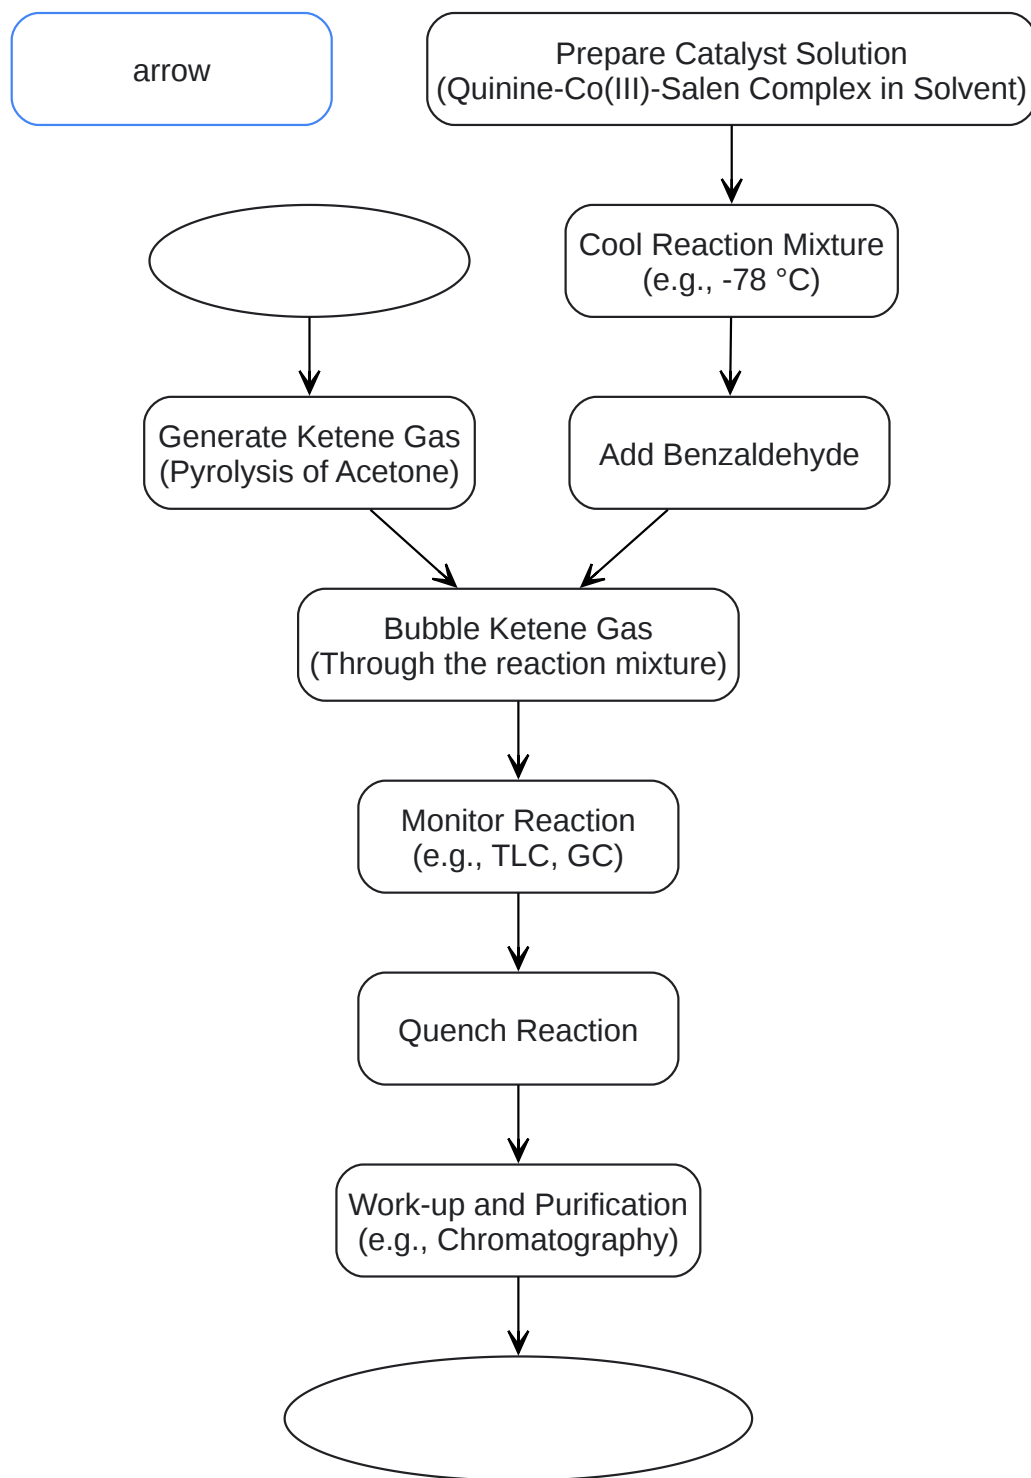 arrow
Prepare Catalyst Solution
(Quinine-Co(III)-Salen Complex in Solvent)
Cool Reaction Mixture
(e.g., -78 °C)
Generate Ketene Gas
(Pyrolysis of Acetone)
Add Benzaldehyde
Bubble Ketene Gas
(Through the reaction mixture)
Monitor Reaction
(e.g., TLC, GC)
Quench Reaction
Work-up and Purification
(e.g., Chromatography)